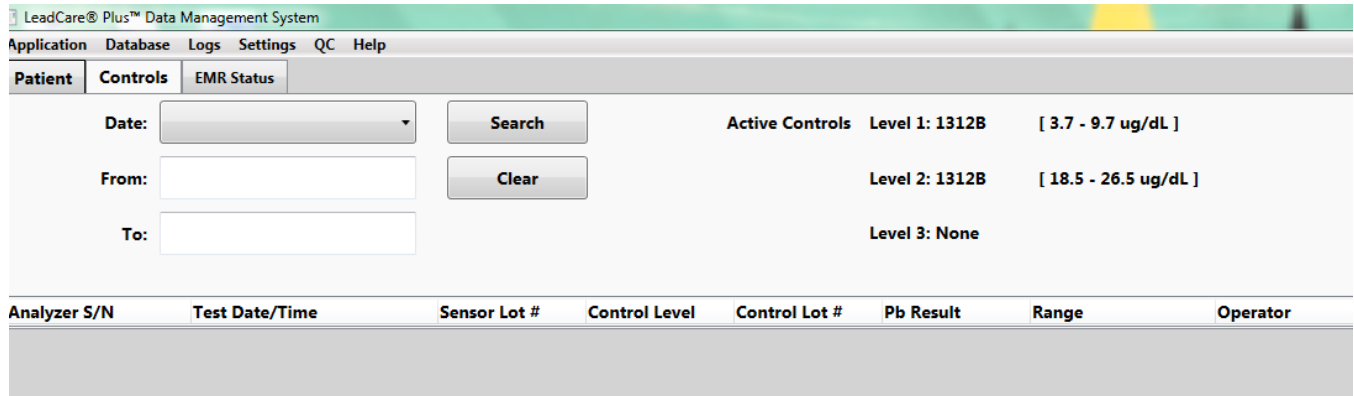 LeadCare® Plus™ Data Management System
Application Database Logs Settings QC Help
Patient Controls EMR Status
Date: Search Active Controls Level 1: 1312B [ 3.7 - 9.7 ug/dL ]
From: Clear Level 2: 1312B [ 18.5 - 26.5 ug/dL ]
To: Level 3: None
Analyzer S/N Test Date/Time Sensor Lot # Control Level Control Lot # Pb Result Range Operator